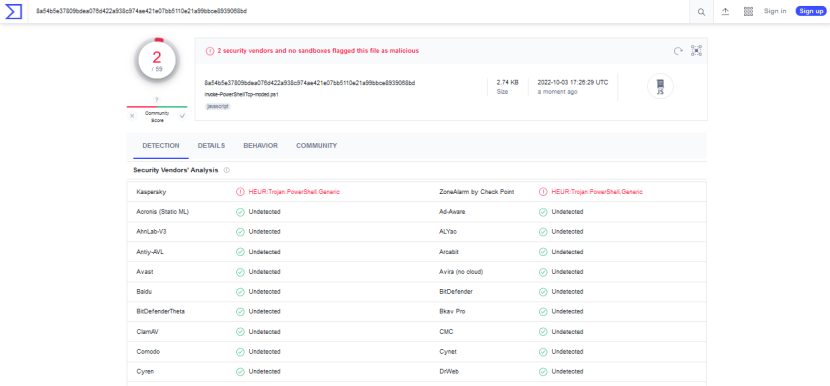 8a54b5e37809bdea076d422a938c974ae421e07bb5110e21a99bbce8939068bd
Sign in
Sign up
2
/ 59
?
Community
Score
2 security vendors and no sandboxes flagged this file as malicious
8a54b5e37809bdea076d422a938c974ae421e07bb5110e21a99bbce8939068bd
Invoke-PowerShellTcp-moded.ps1
javascript
2.74 KB
Size
2022-10-03 17:26:29 UTC
a moment ago
JS
DETECTION DETAILS BEHAVIOR COMMUNITY
Security Vendors' Analysis
Kaspersky HEUR:Trojan.PowerShell.Generic ZoneAlarm by Check Point HEUR:Trojan.PowerShell.Generic
Acronis (Static ML) Undetected Ad-Aware Undetected
AhnLab-V3 Undetected ALYac Undetected
Antiy-AVL Undetected Arcabit Undetected
Avast Undetected Avira (no cloud) Undetected
Baidu Undetected BitDefender Undetected
BitDefenderTheta Undetected Bkav Pro Undetected
ClamAV Undetected CMC Undetected
Comodo Undetected Cynet Undetected
Cyren Undetected DrWeb Undetected